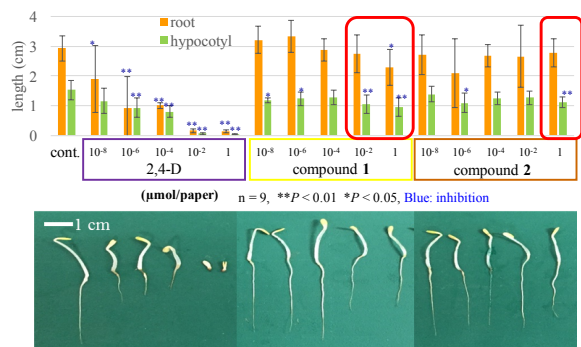 root
hypocotyl
length (cm)
4
3
2
1
0
* ** ** ** ** ** ** ** ** ** * * ** * ** * **
cont. 10⁻⁸ 10⁻⁶ 10⁻⁴ 10⁻² 1 10⁻⁸ 10⁻⁶ 10⁻⁴ 10⁻² 1 10⁻⁸ 10⁻⁶ 10⁻⁴ 10⁻² 1
2,4-D compound 1 compound 2
(µmol/paper) n = 9, **P < 0.01 *P < 0.05, Blue: inhibition
1 cm